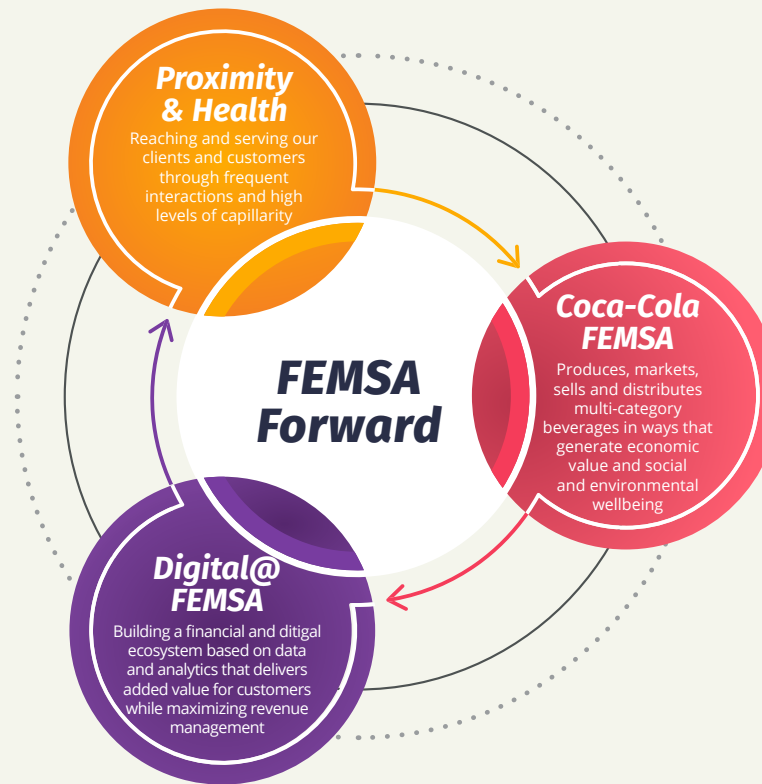 Proximity
& Health
Reaching and serving our
clients and customers
through frequent
interactions and high
levels of capillarity
FEMSA
Forward
Coca-Cola
FEMSA
Produces, markets,
sells and distributes
multi-category
beverages in ways that
generate economic
value and social
and environmental
wellbeing
Digital@
FEMSA
Building a financial and ditigal
ecosystem based on data
and analytics that delivers
added value for customers
while maximizing revenue
management